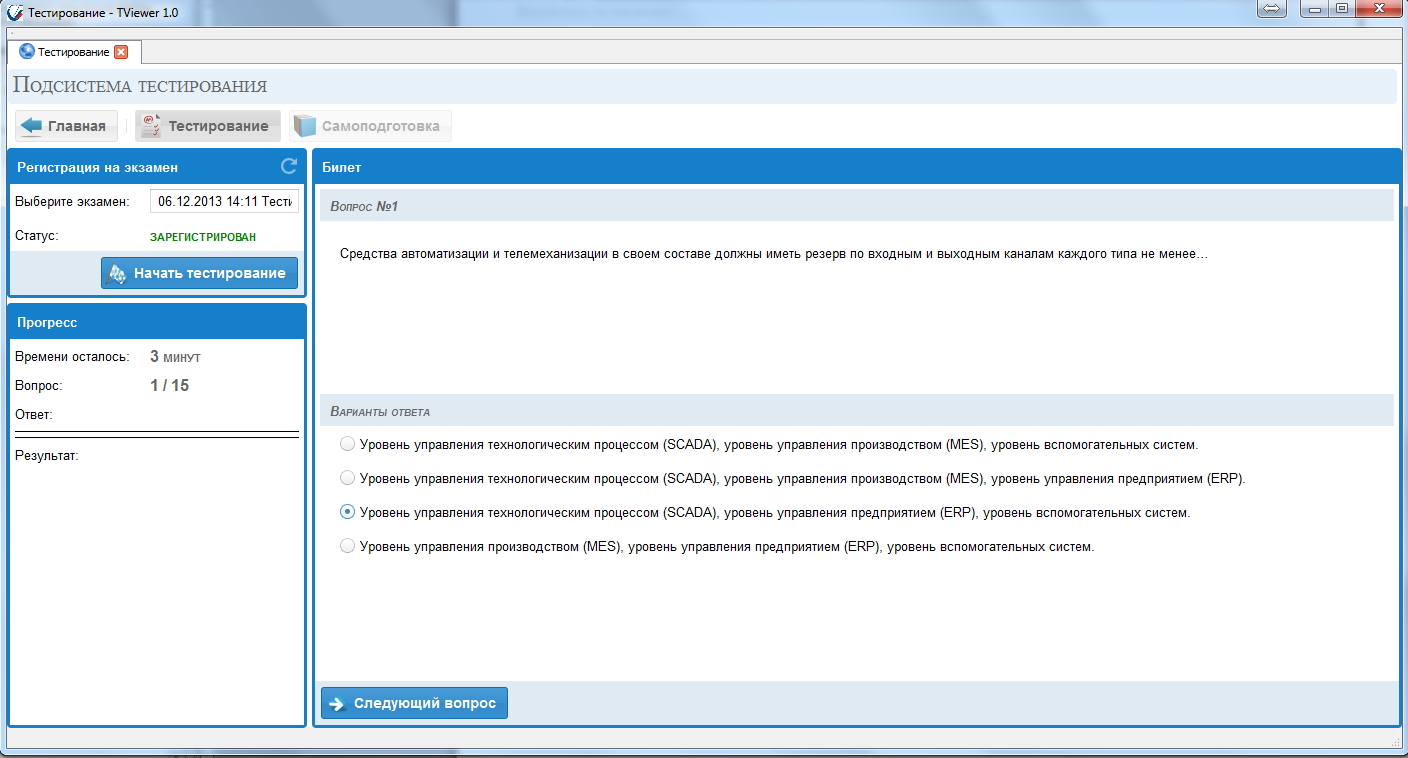 Тестирование - TViewer 1.0
Тестирование
Подсистема тестирования
Главная
Тестирование
Самоподготовка
Регистрация на экзамен
Выберите экзамен:
06.12.2013 14:11 Тести
Статус:
ЗАРЕГИСТРИРОВАН
Начать тестирование
Прогресс
Времени осталось:
3 минут
Вопрос:
1 / 15
Ответ:
Результат:
Билет
Вопрос №1
Средства автоматизации и телемеханизации в своем составе должны иметь резерв по входным и выходным каналам каждого типа не менее...
Варианты ответа
Уровень управления технологическим процессом (SCADA), уровень управления производством (MES), уровень вспомогательных систем.
Уровень управления технологическим процессом (SCADA), уровень управления производством (MES), уровень управления предприятием (ERP).
Уровень управления технологическим процессом (SCADA), уровень управления предприятием (ERP), уровень вспомогательных систем.
Уровень управления производством (MES), уровень управления предприятием (ERP), уровень вспомогательных систем.
Следующий вопрос